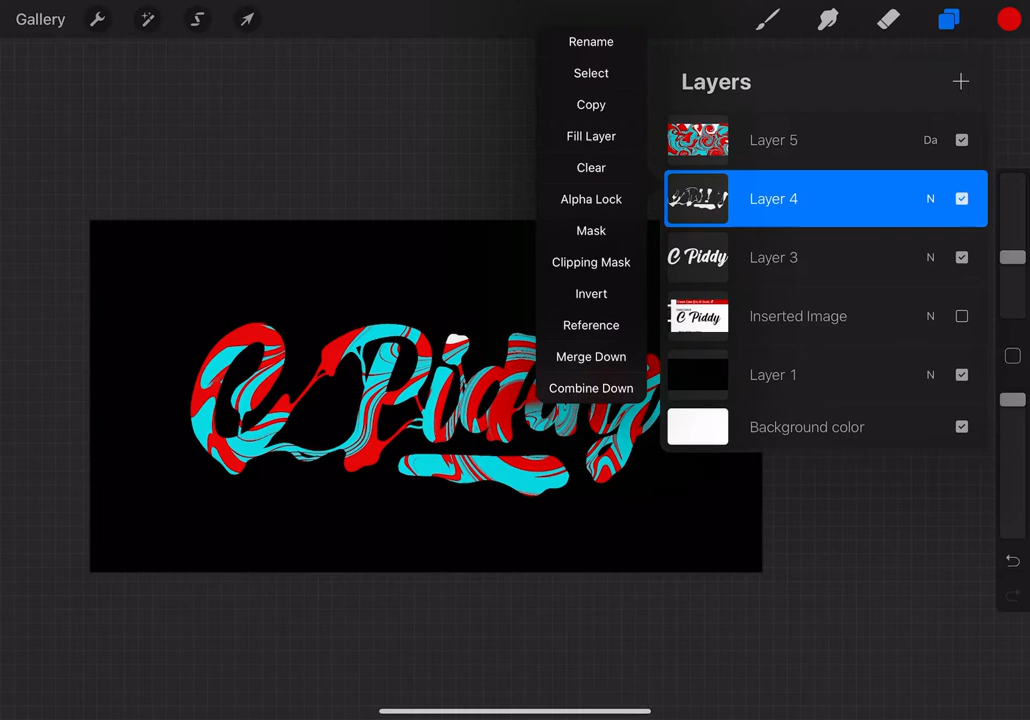 Gallery
Rename
Select
Copy
Fill Layer
Clear
Alpha Lock
Mask
Clipping Mask
Invert
Reference
Merge Down
Combine Down
Layers
Layer 5 Da
Layer 4 N
C Piddy Layer 3 N
C Piddy Inserted Image N
Layer 1 N
Background color
C Piddy